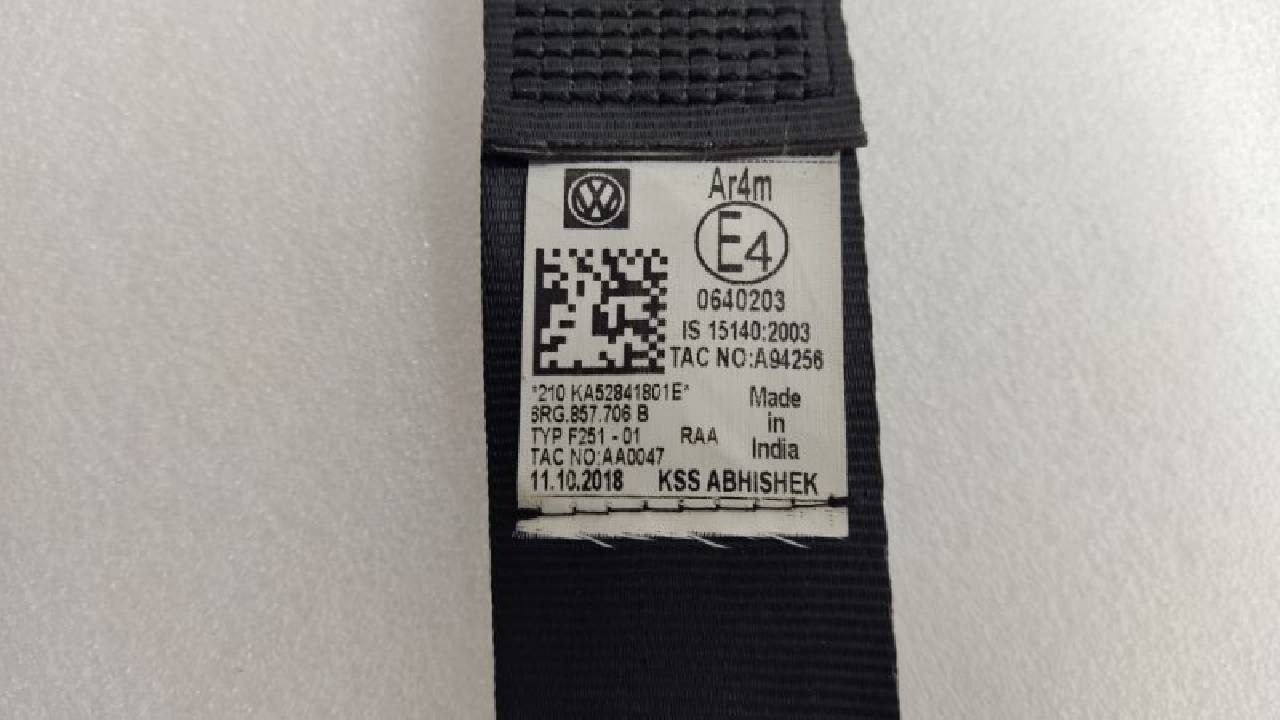 Ar4m
E4
0640203
IS 15140:2003
TAC NO:A94256
*210 KA52841801E*
6RG.857.706 B
TYP F251 - 01 RAA
TAC NO:AA0047
Made
in
India
11.10.2018 KSS ABHISHEK